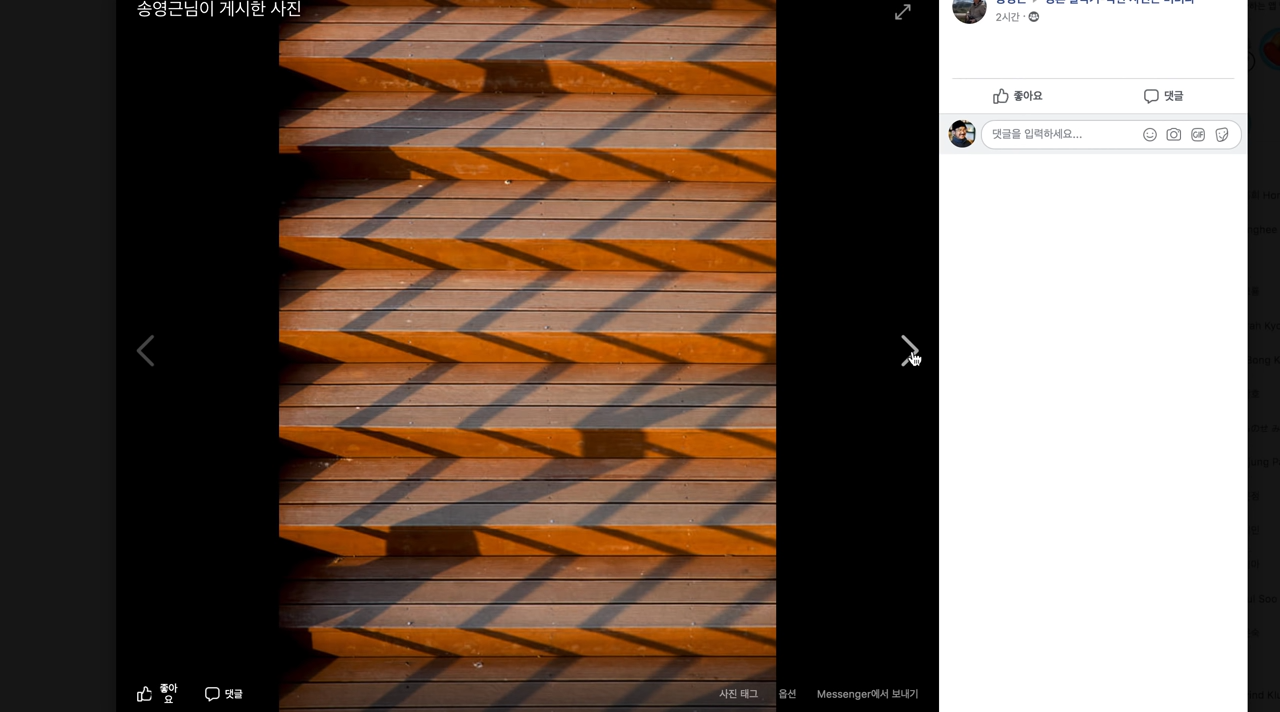 송영근님이 게시한 사진
2시간 ·
좋아요
댓글
댓글을 입력하세요...
GIF
좋아
요
댓글
사진 태그
옵션
Messenger에서 보내기